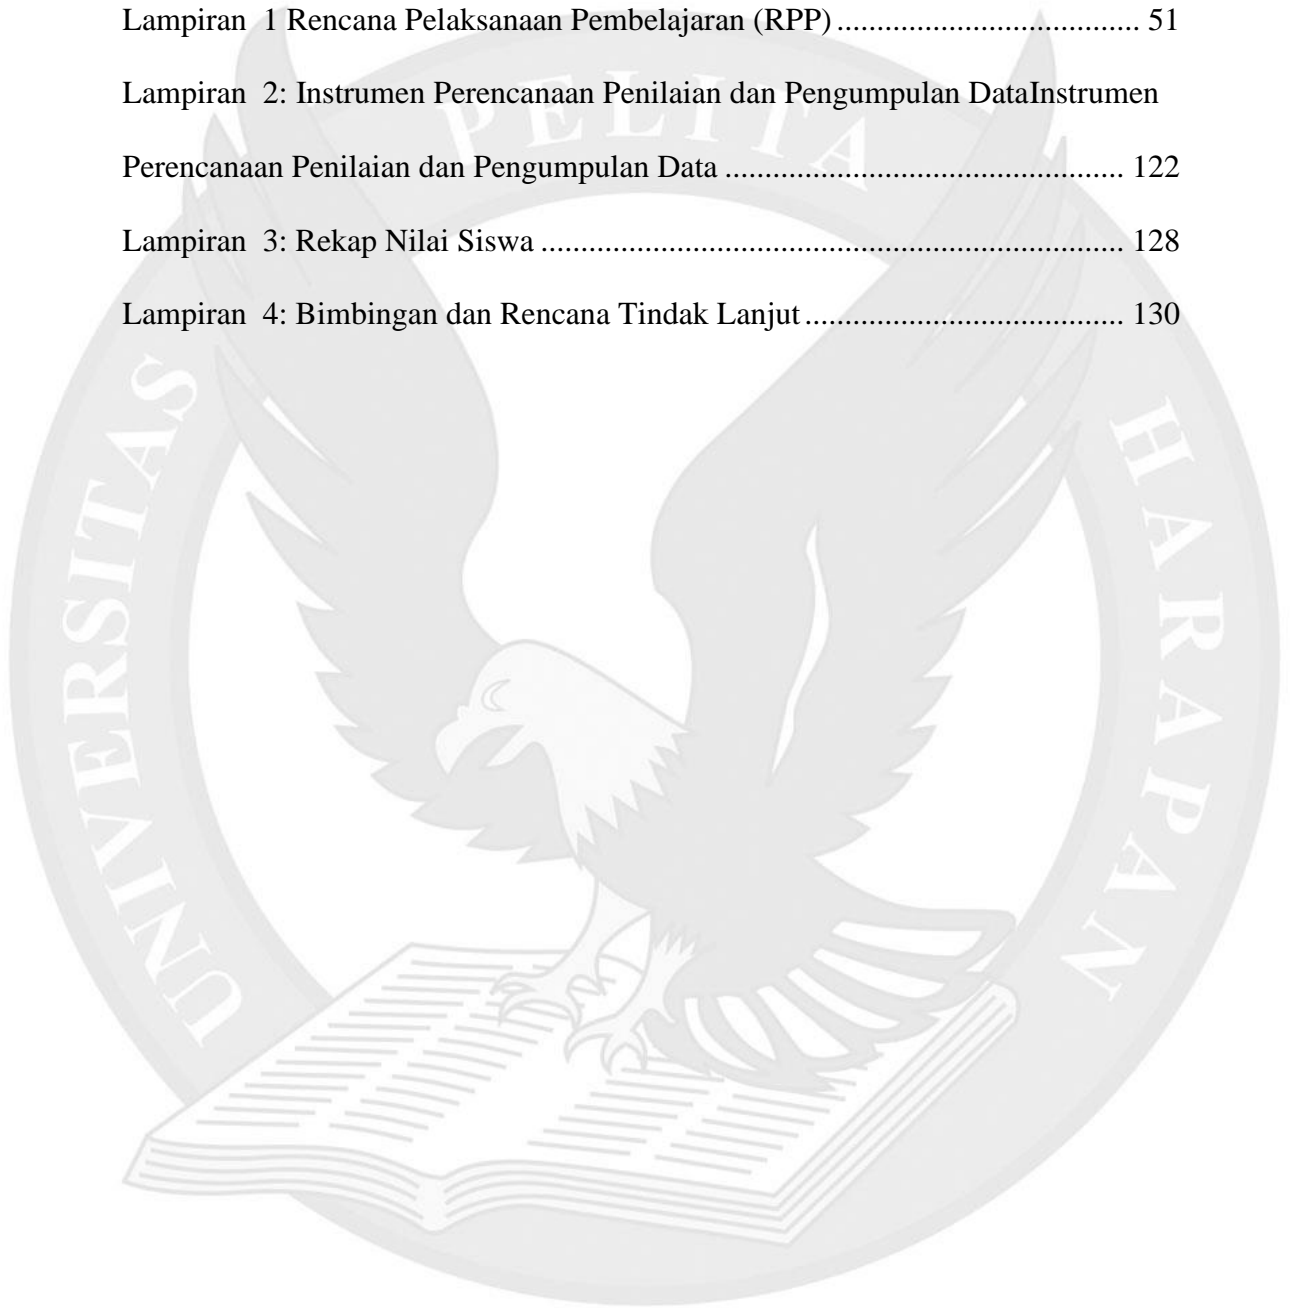 Lampiran  1 Rencana Pelaksanaan Pembelajaran (RPP) .................................... 51
Lampiran  2: Instrumen Perencanaan Penilaian dan Pengumpulan DataInstrumen
Perencanaan Penilaian dan Pengumpulan Data ................................................ 122
Lampiran  3: Rekap Nilai Siswa ...................................................................... 128
Lampiran  4: Bimbingan dan Rencana Tindak Lanjut ...................................... 130
UNIVERSITAS PELITA HARAPAN